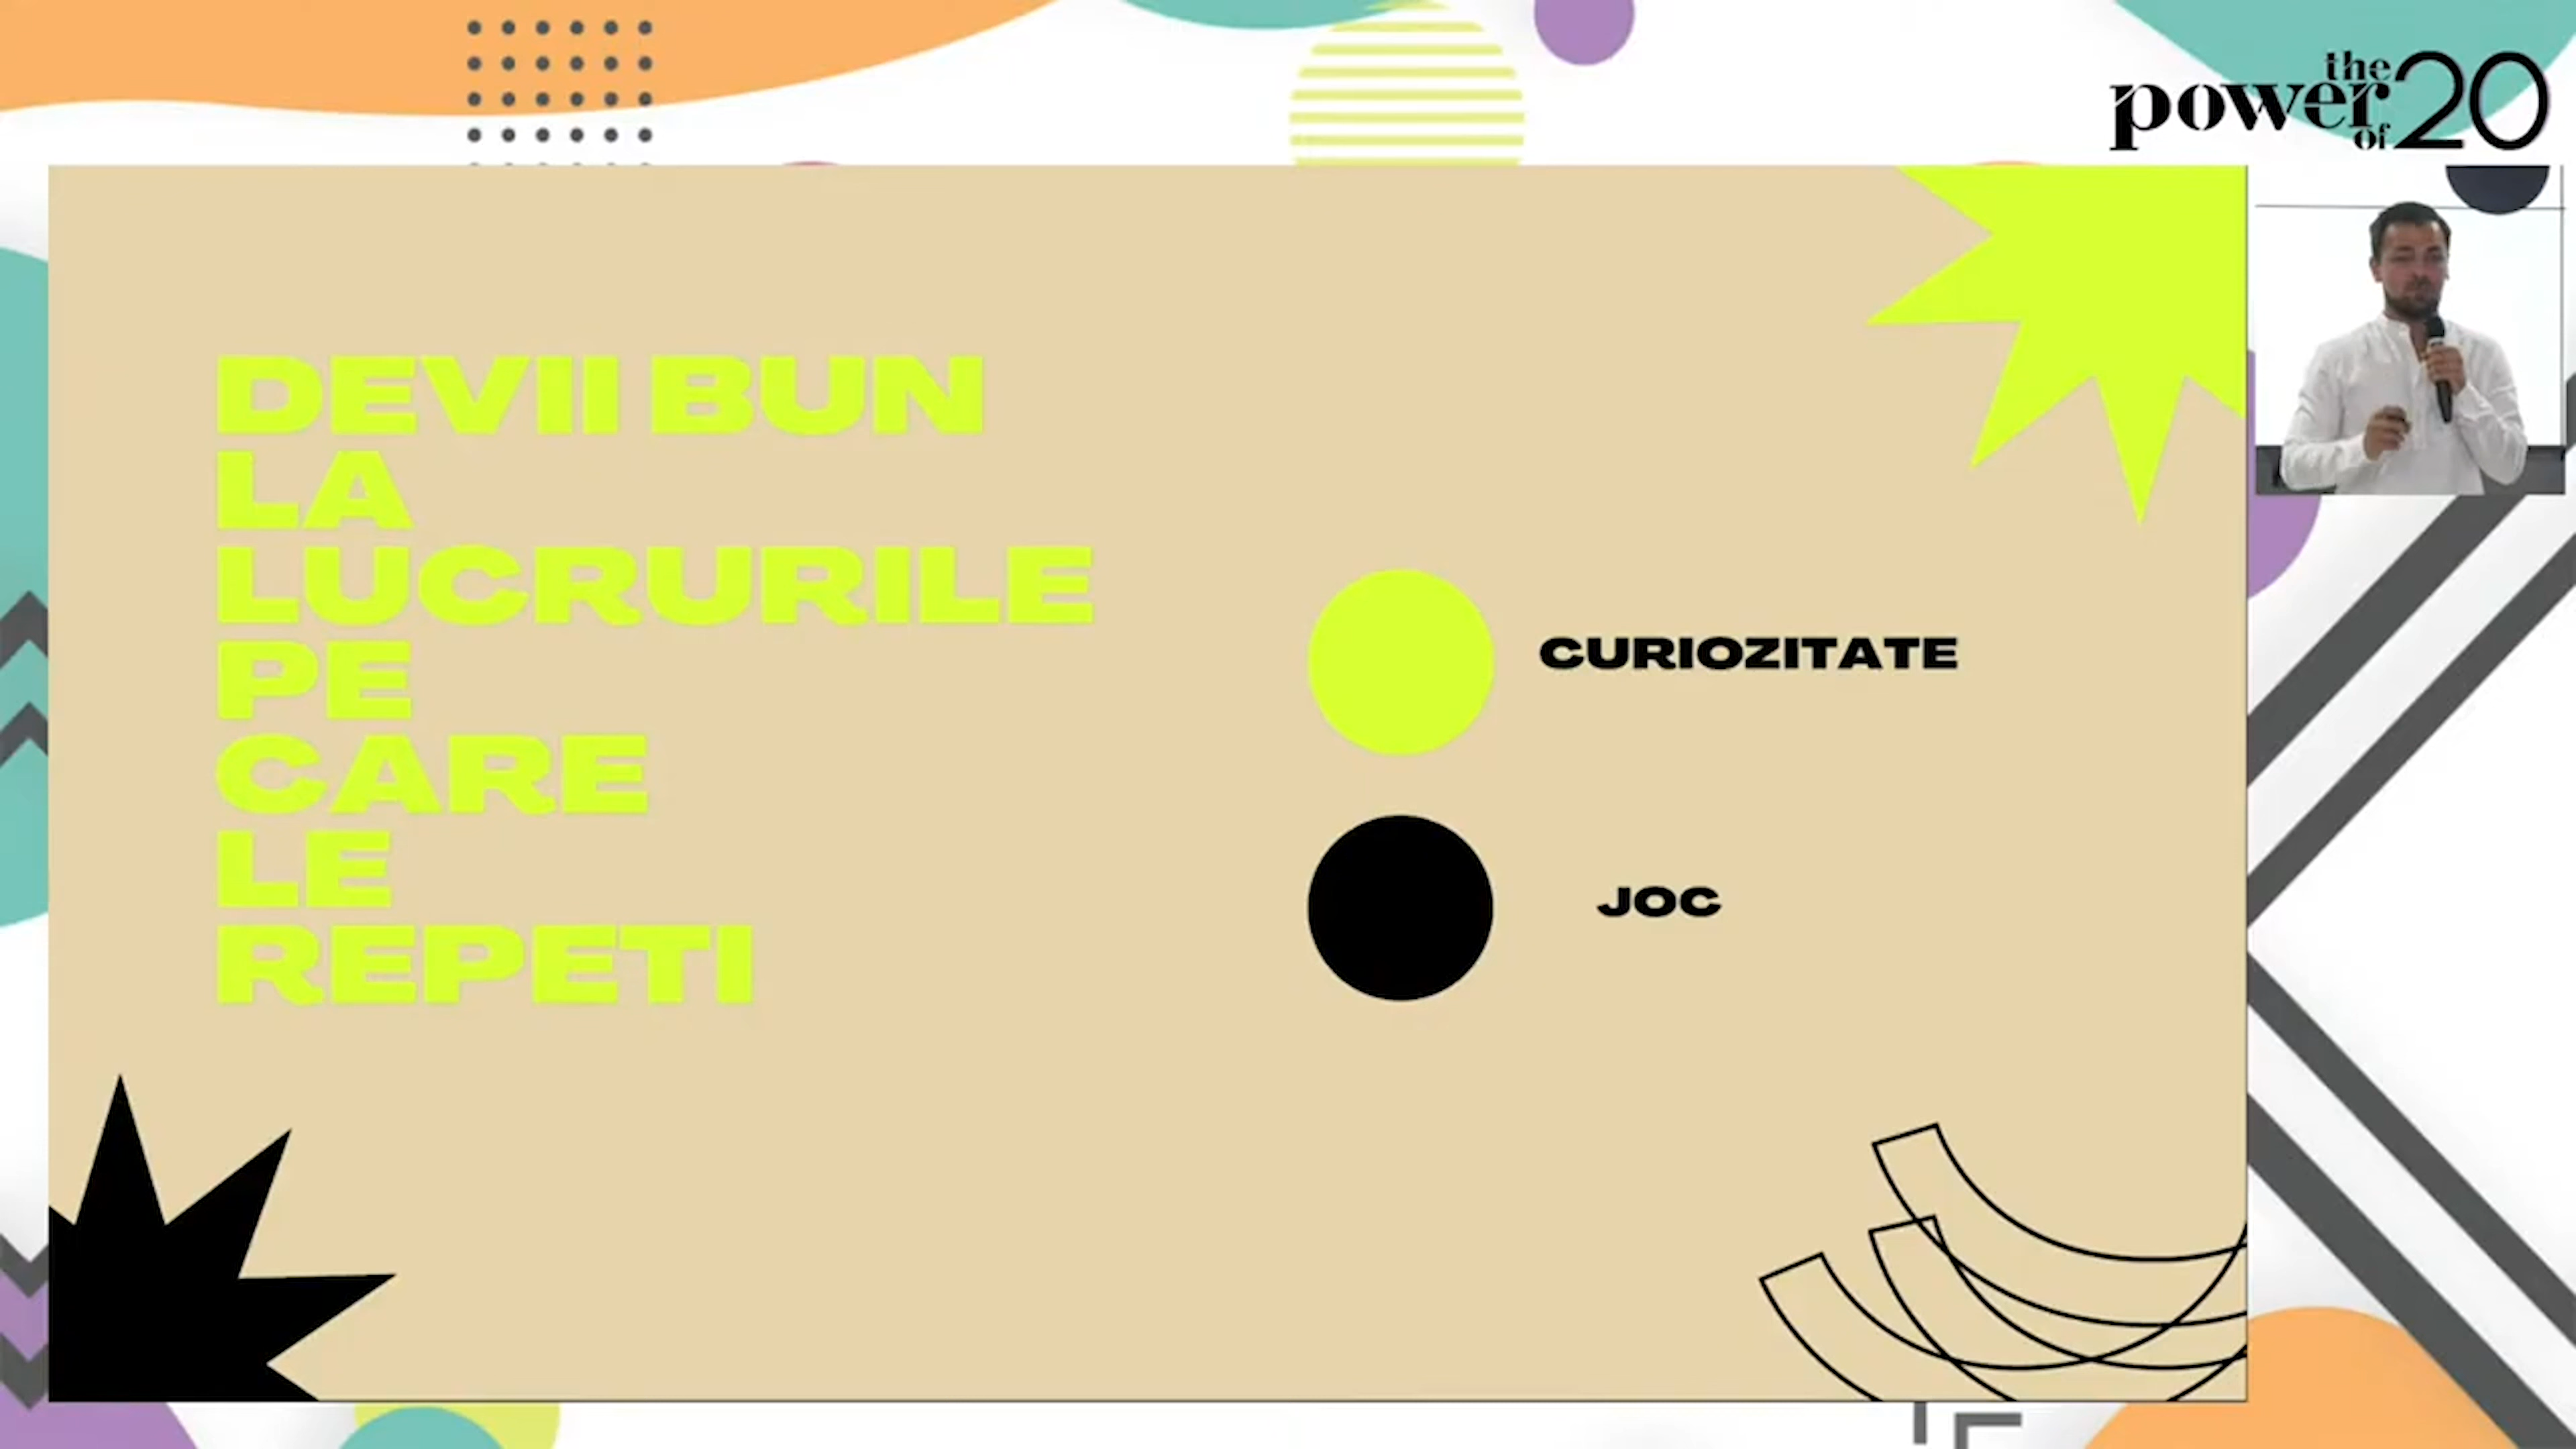 the
power
of 20
DEVII BUN
LA
LUCRURILE
PE
CARE
LE
REPETI
CURIOZITATE
JOC